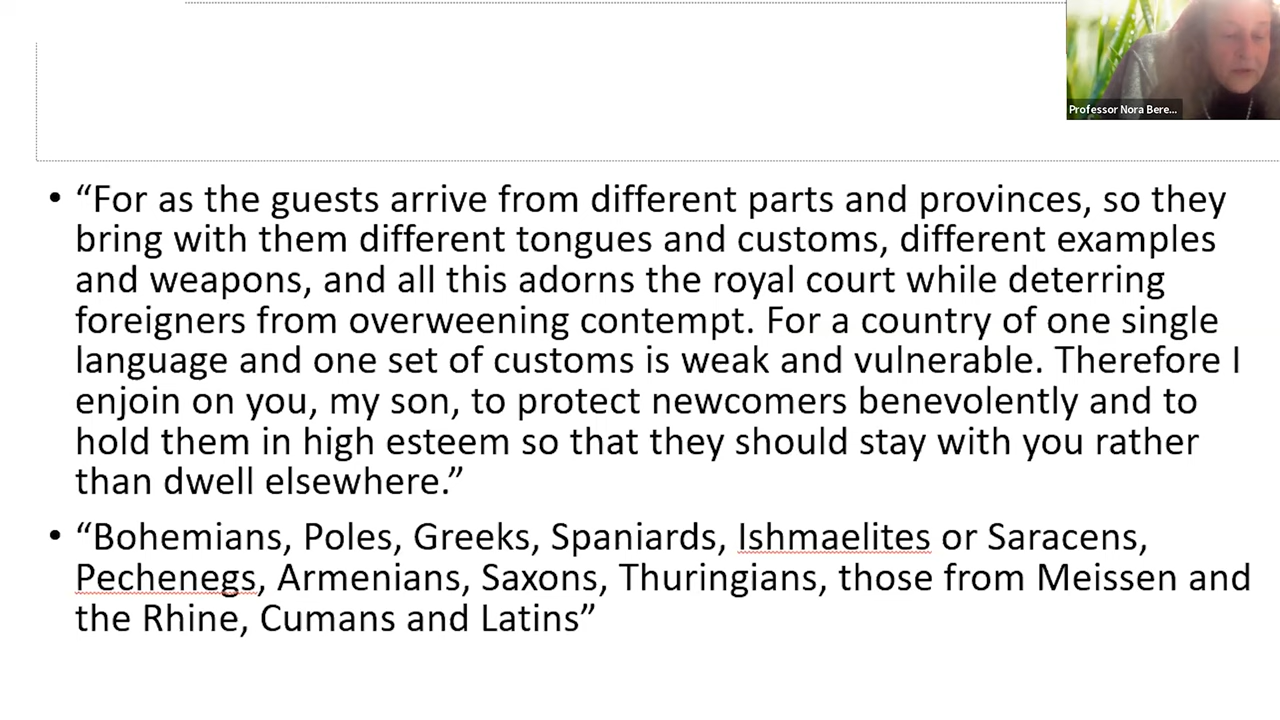 Professor Nora Bere...
• “For as the guests arrive from different parts and provinces, so they
bring with them different tongues and customs, different examples
and weapons, and all this adorns the royal court while deterring
foreigners from overweening contempt. For a country of one single
language and one set of customs is weak and vulnerable. Therefore I
enjoin on you, my son, to protect newcomers benevolently and to
hold them in high esteem so that they should stay with you rather
than dwell elsewhere.”
• “Bohemians, Poles, Greeks, Spaniards, Ishmaelites or Saracens,
Pechenegs, Armenians, Saxons, Thuringians, those from Meissen and
the Rhine, Cumans and Latins”